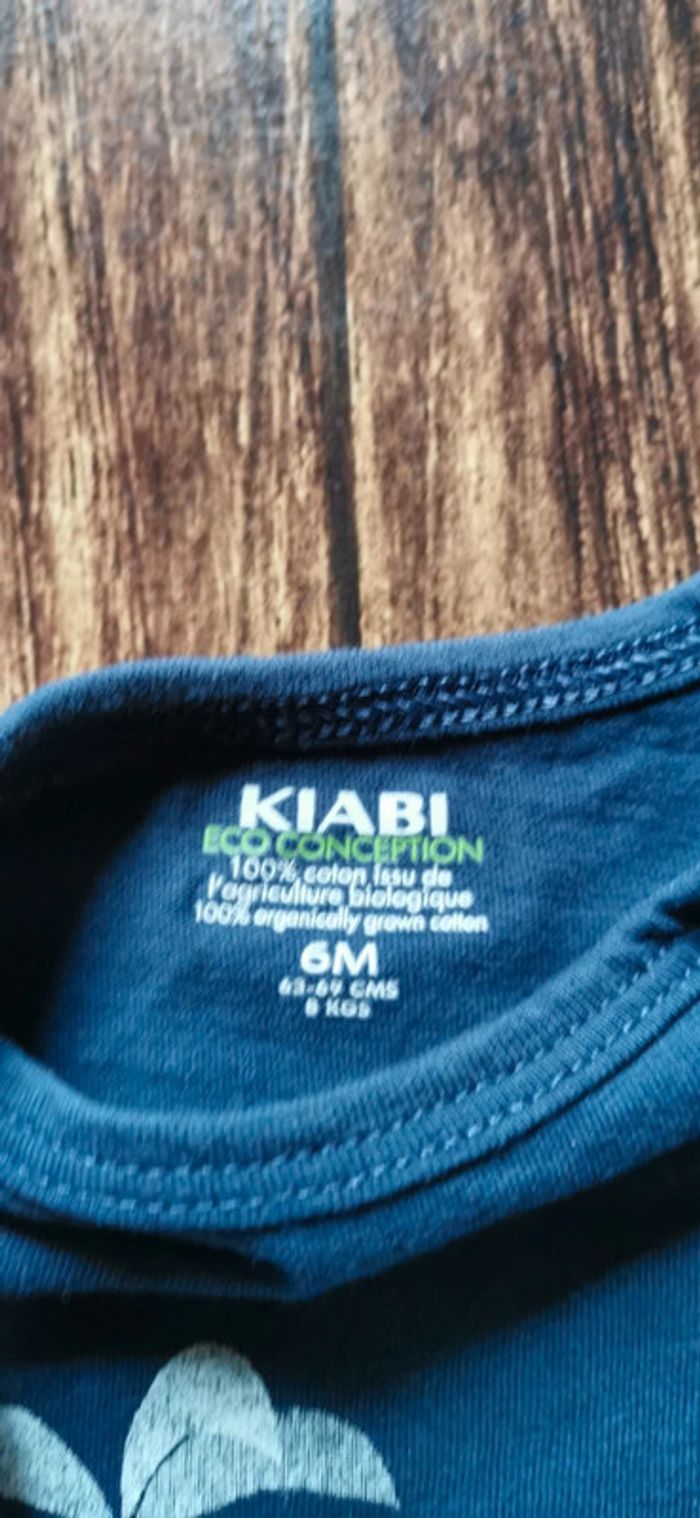 KIABI
ECO CONCEPTION
100% coton issu de
l'agriculture biologique
100% organically grown cotton
6M
63-69 CMS
8 KGS